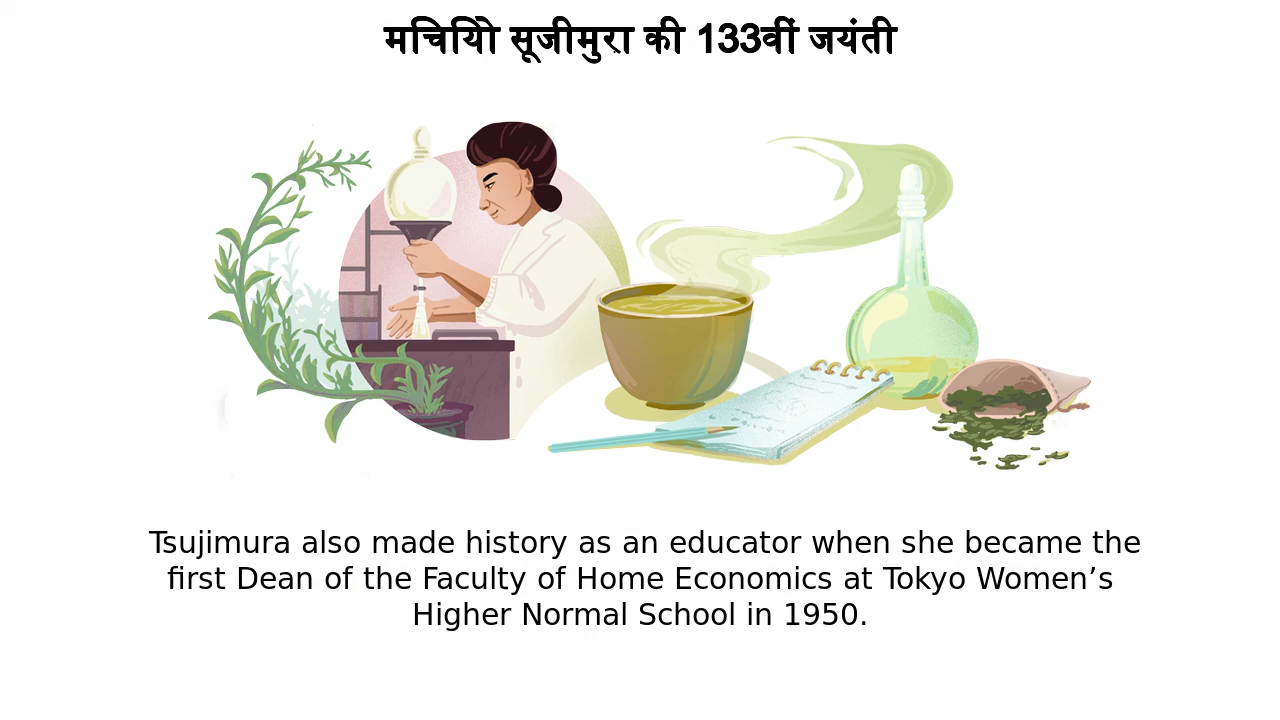 मिचियो सूजीमुरा की 133वीं जयंती
Tsujimura also made history as an educator when she became the
first Dean of the Faculty of Home Economics at Tokyo Women’s
Higher Normal School in 1950.